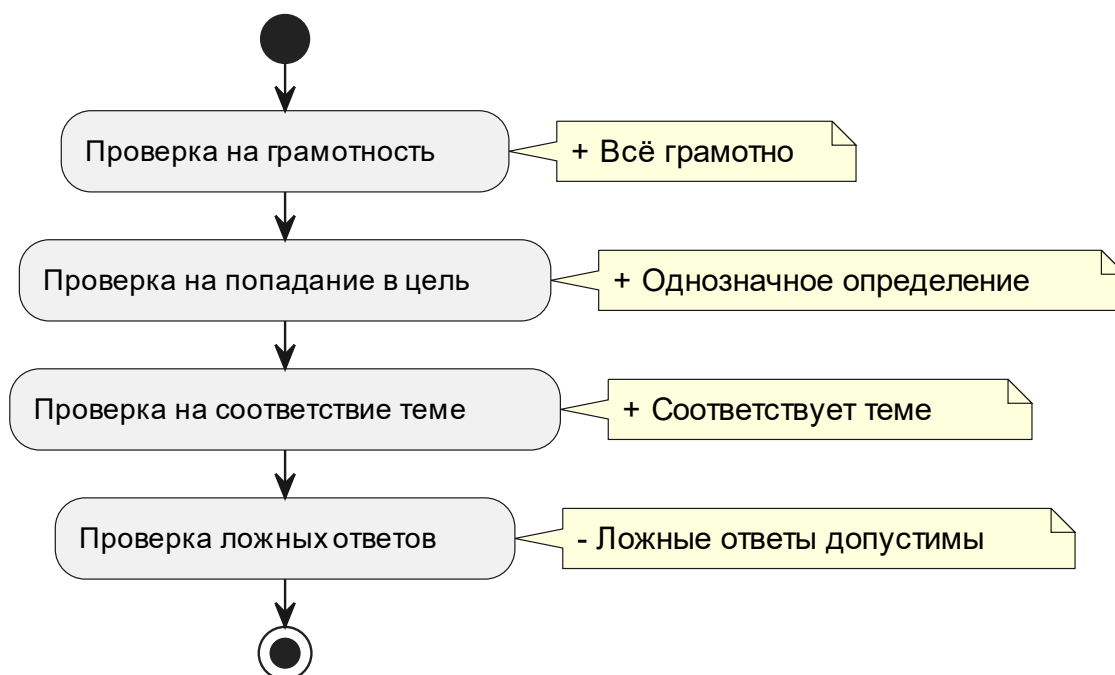 Проверка на грамотность
+ Всё грамотно
Проверка на попадание в цель
+ Однозначное определение
Проверка на соответствие теме
+ Соответствует теме
Проверка ложных ответов
- Ложные ответы допустимы